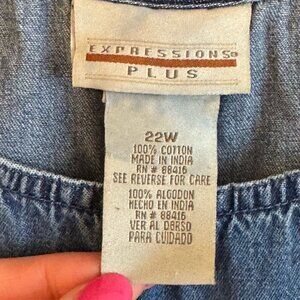 EXPRESSIONS®
PLUS
22W
100% COTTON
MADE IN INDIA
RN # 88416
SEE REVERSE FOR CARE
100% ALGODON
HECHO EN INDIA
RN # 88416
VER AL DORSO
PARA CUIDADO